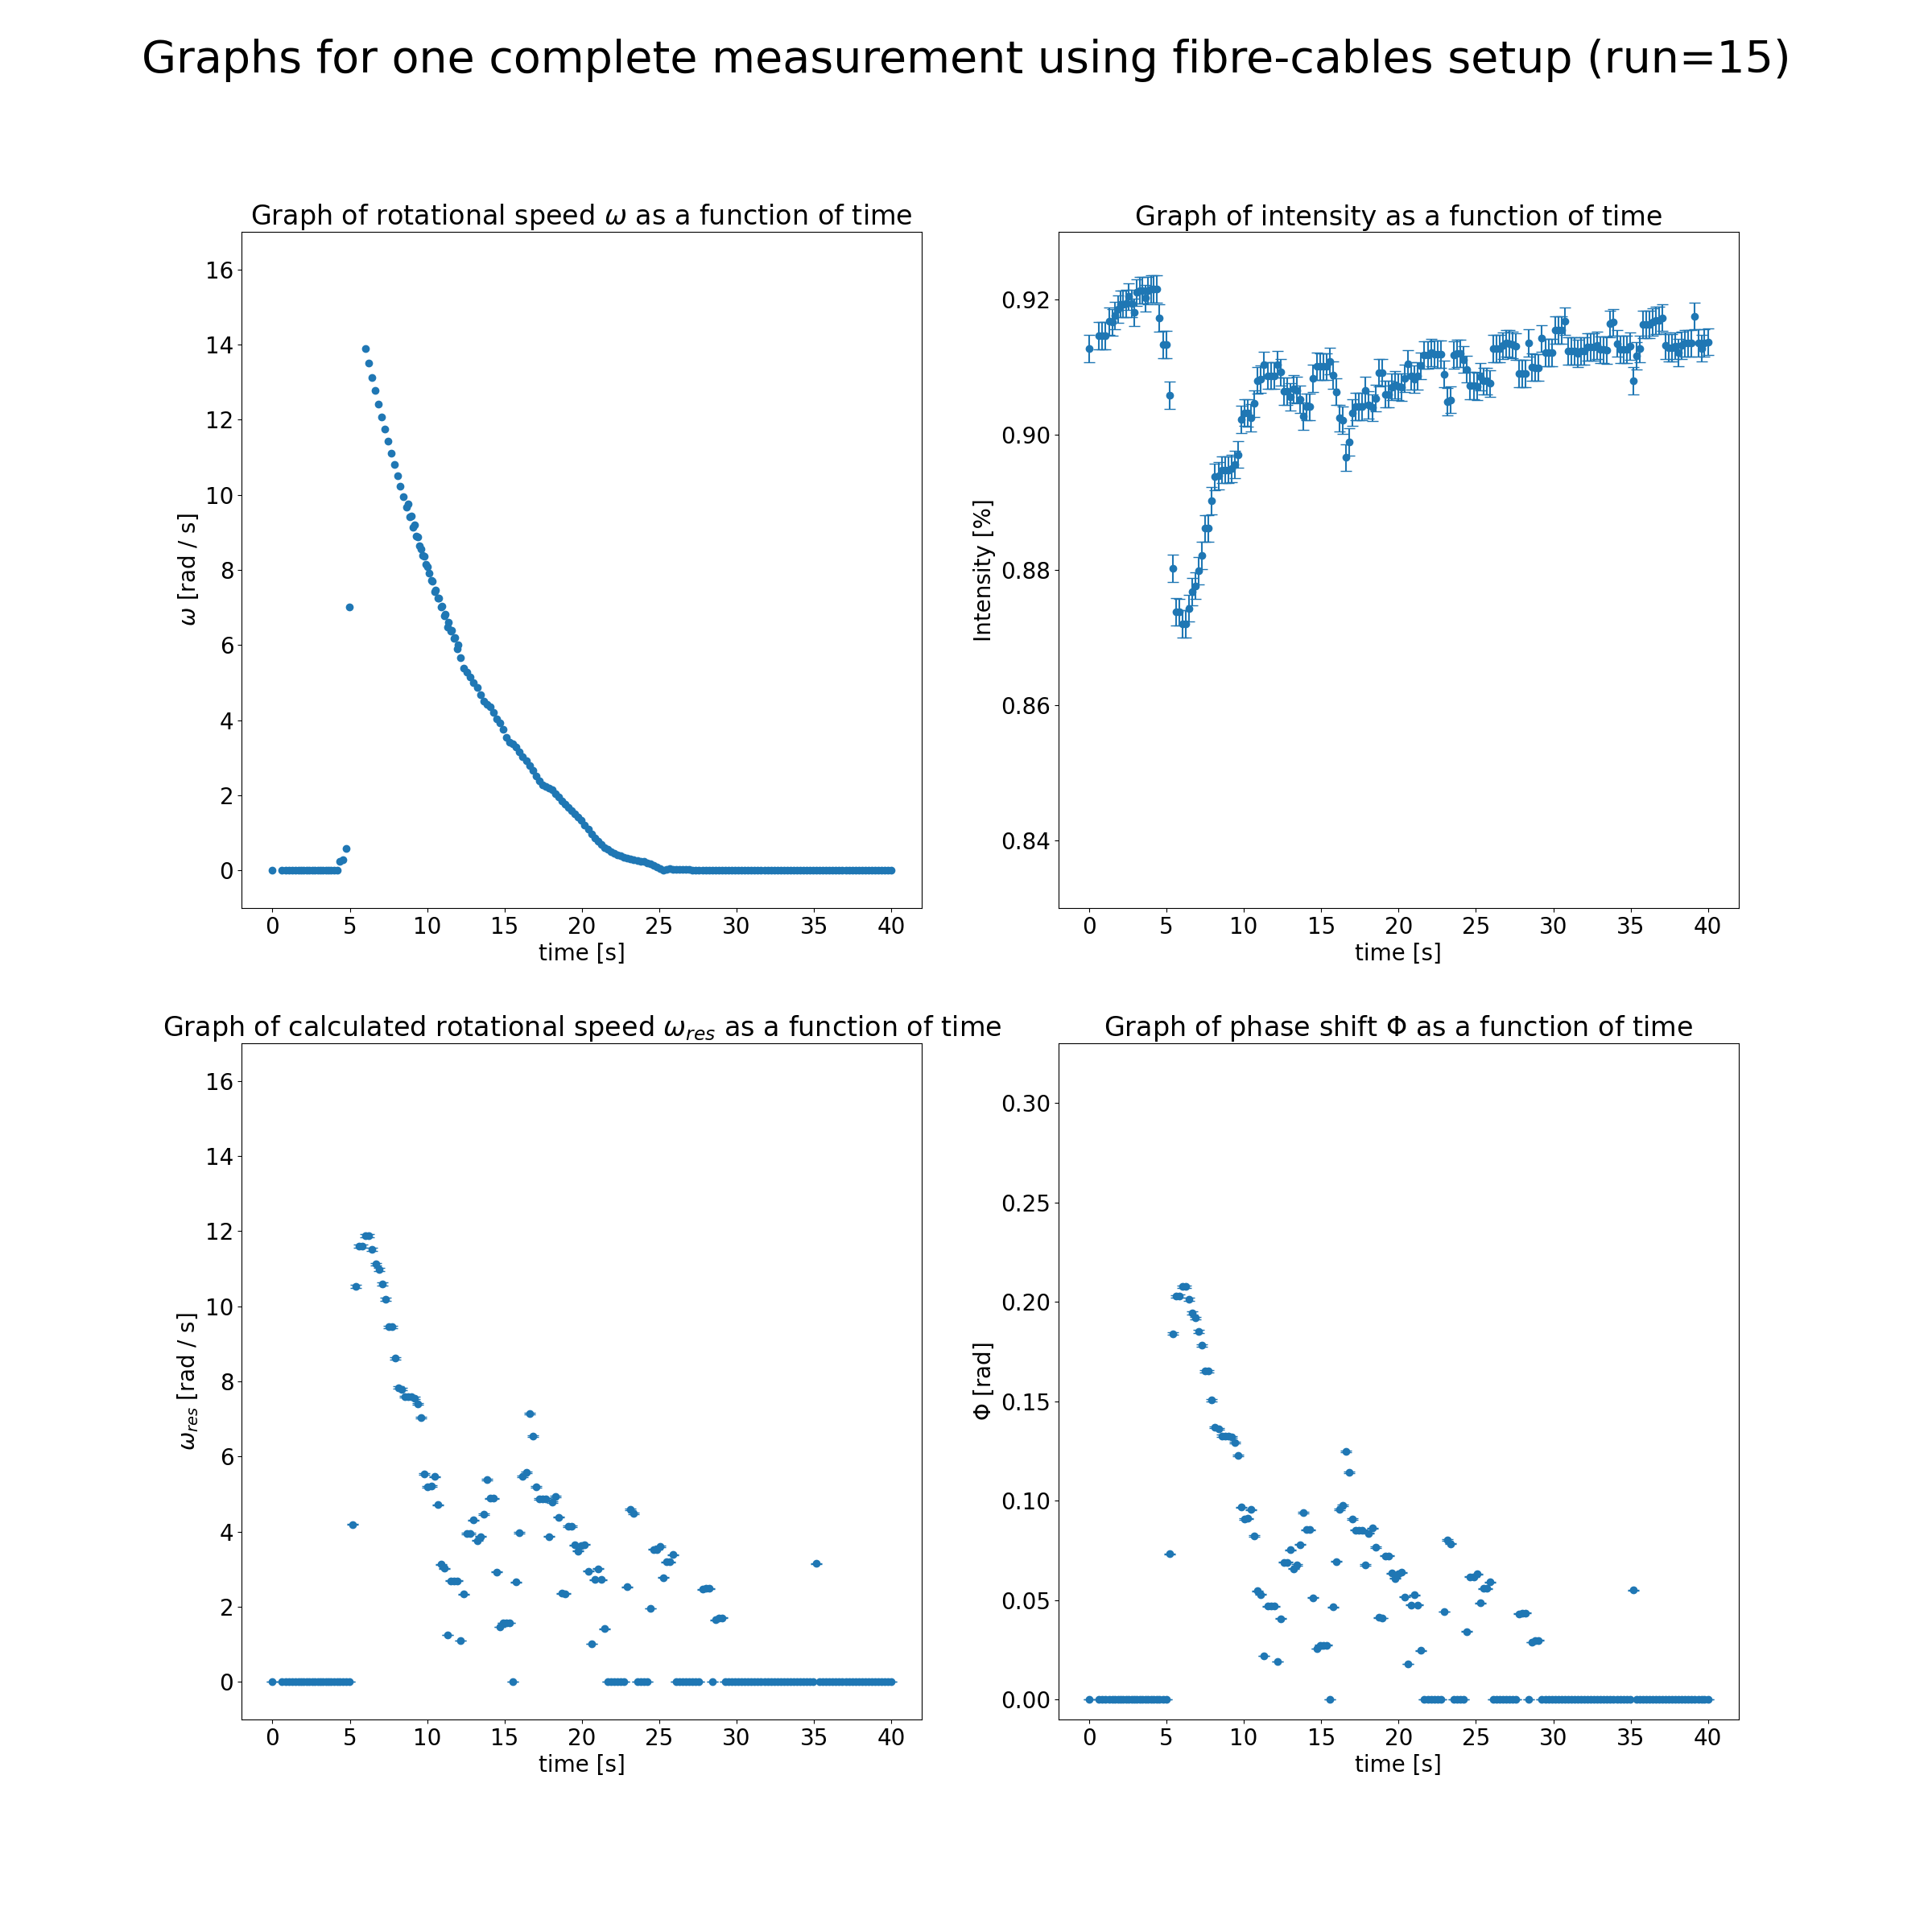 Graphs for one complete measurement using fibre-cables setup (run=15)
Graph of rotational speed ω as a function of time
16
14
12
10
8
6
4
2
0
ω [rad / s]
0 5 10 15 20 25 30 35 40
time [s]
Graph of intensity as a function of time
0.92
0.90
0.88
0.86
0.84
Intensity [%]
0 5 10 15 20 25 30 35 40
time [s]
Graph of calculated rotational speed ω_res as a function of time
16
14
12
10
8
6
4
2
0
ω_res [rad / s]
0 5 10 15 20 25 30 35 40
time [s]
Graph of phase shift Φ as a function of time
0.30
0.25
0.20
0.15
0.10
0.05
0.00
Φ [rad]
0 5 10 15 20 25 30 35 40
time [s]